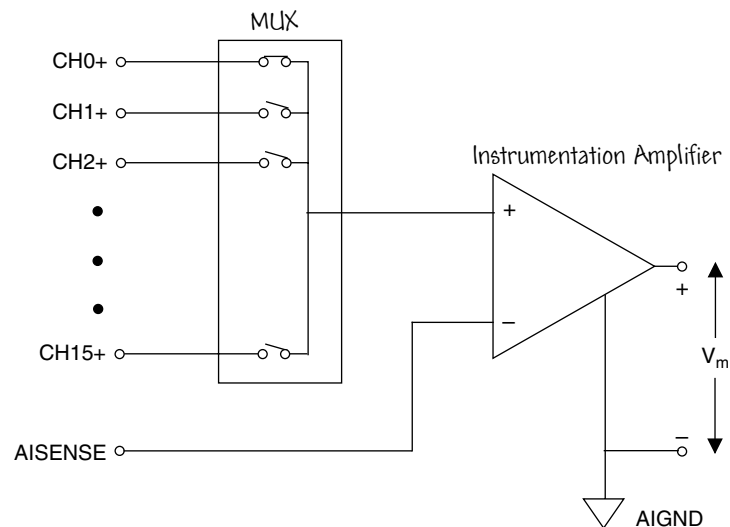 MUX
CH0+
CH1+
CH2+
Instrumentation Amplifier
+
−
+
Vm
CH15+
AISENSE
−
AIGND